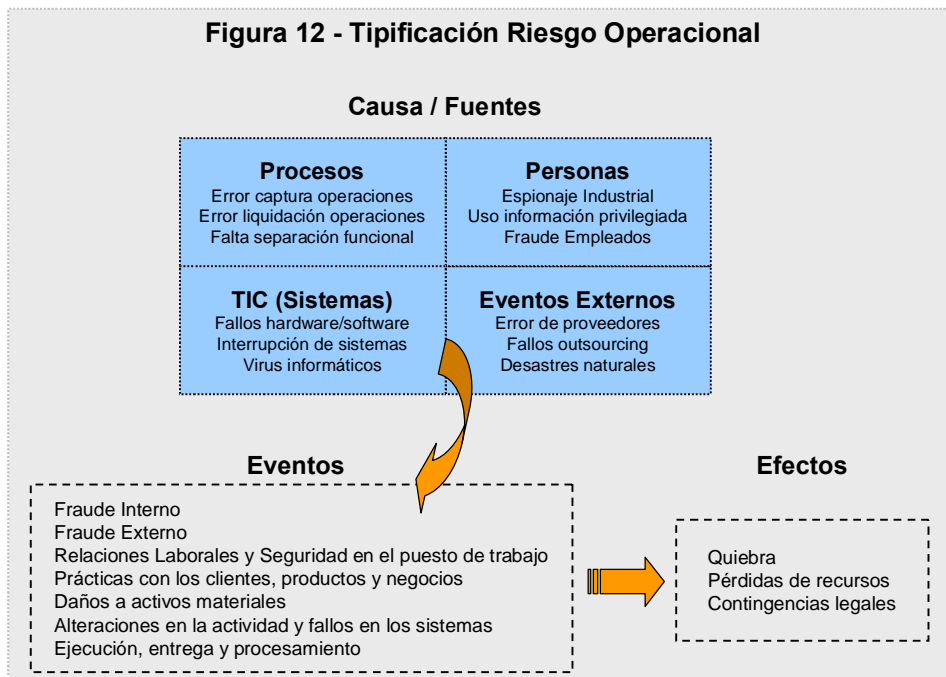 Figura 12 - Tipificación Riesgo Operacional
Causa / Fuentes
Procesos
Error captura operaciones
Error liquidación operaciones
Falta separación funcional
Personas
Espionaje Industrial
Uso información privilegiada
Fraude Empleados
TIC (Sistemas)
Fallos hardware/software
Interrupción de sistemas
Virus informáticos
Eventos Externos
Error de proveedores
Fallos outsourcing
Desastres naturales
Eventos
Fraude Interno
Fraude Externo
Relaciones Laborales y Seguridad en el puesto de trabajo
Prácticas con los clientes, productos y negocios
Daños a activos materiales
Alteraciones en la actividad y fallos en los sistemas
Ejecución, entrega y procesamiento
Efectos
Quiebra
Pérdidas de recursos
Contingencias legales